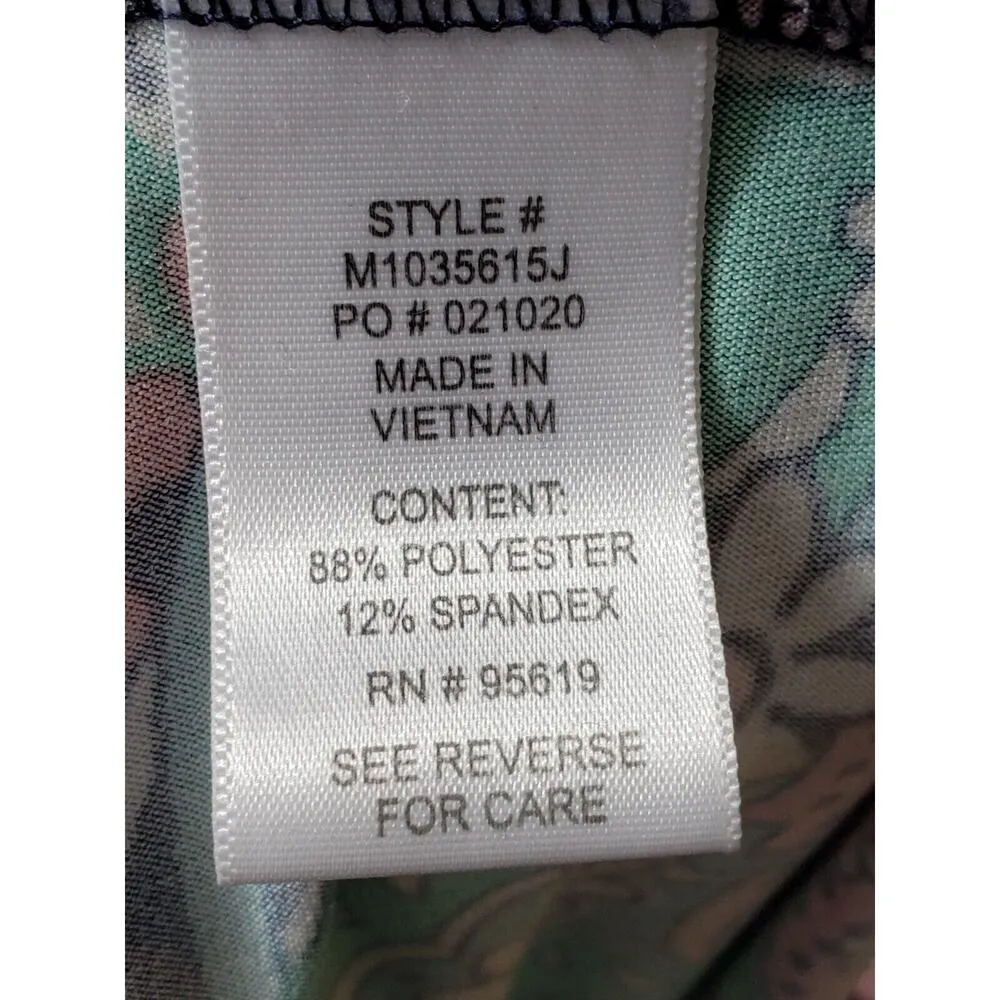 STYLE #
M1035615J
PO # 021020
MADE IN
VIETNAM
CONTENT:
88% POLYESTER
12% SPANDEX
RN # 95619
SEE REVERSE
FOR CARE